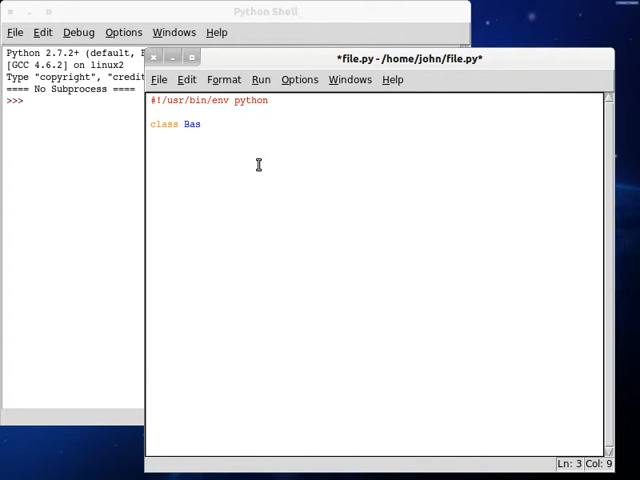 Python Shell
File Edit Debug Options Windows Help
Python 2.7.2+ (default,
[GCC 4.6.2] on linux2
Type "copyright", "credit
==== No Subprocess ====
>>>
*file.py - /home/john/file.py*
File Edit Format Run Options Windows Help
#!/usr/bin/env python
class Bas
Ln: 3 Col: 9